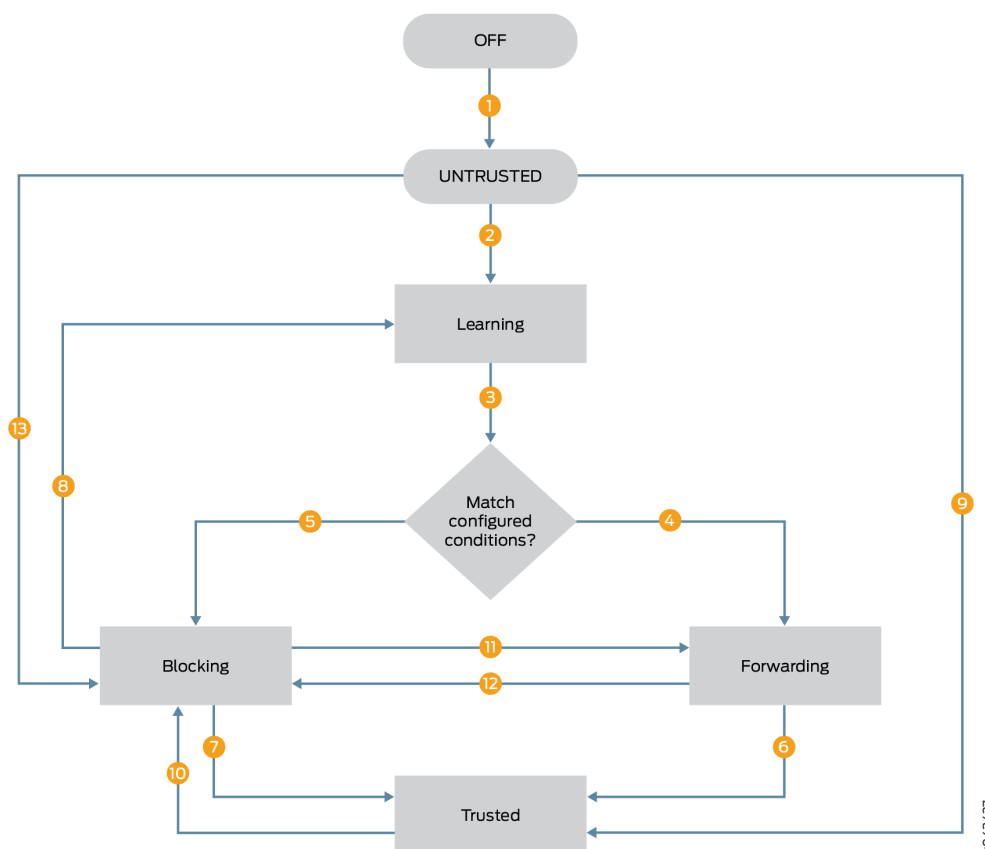 OFF
1
UNTRUSTED
2
Learning
3
13
8
9
Match
configured
conditions?
5
4
11
Blocking
Forwarding
12
7
6
10
Trusted